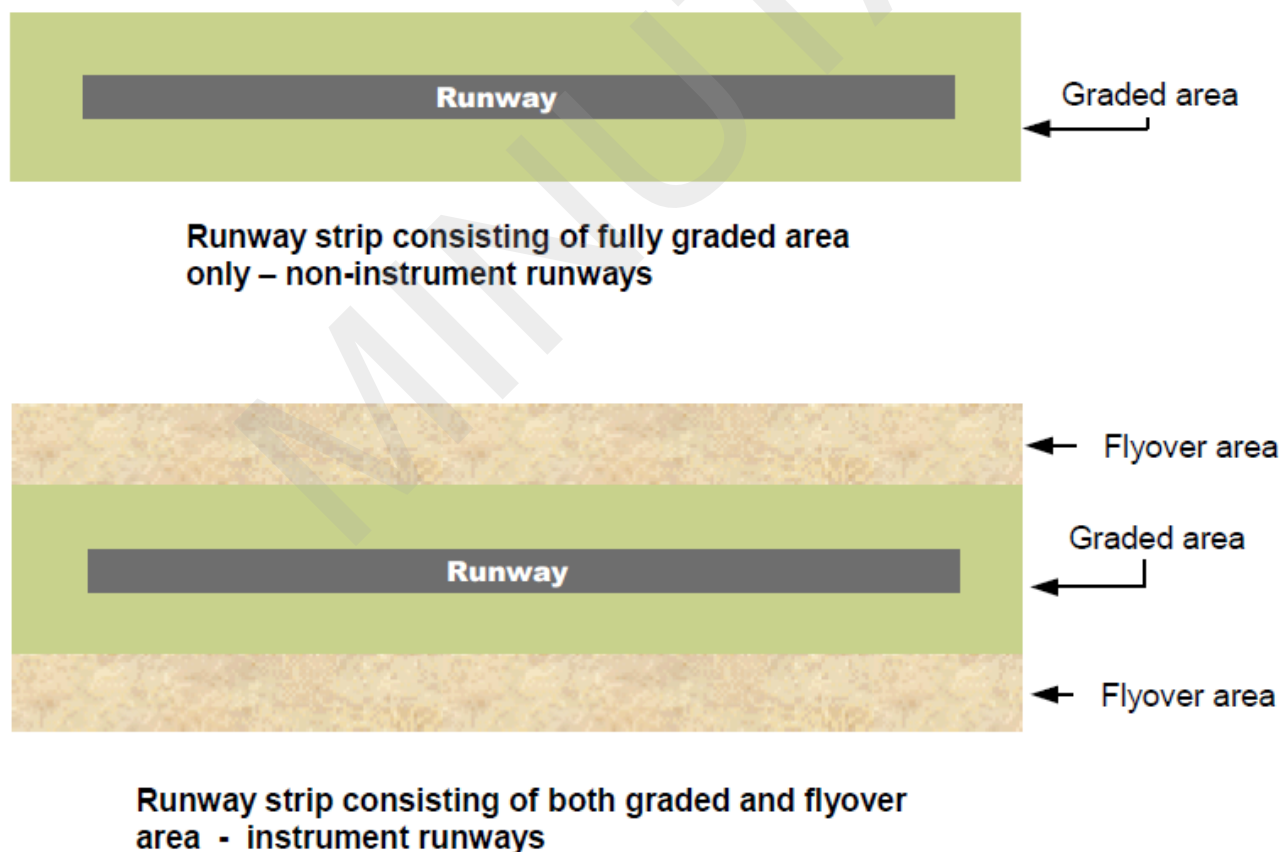 Runway
Graded area
Runway strip consisting of fully graded area
only – non-instrument runways
Flyover area
Graded area
Runway
Flyover area
Runway strip consisting of both graded and flyover
area - instrument runways